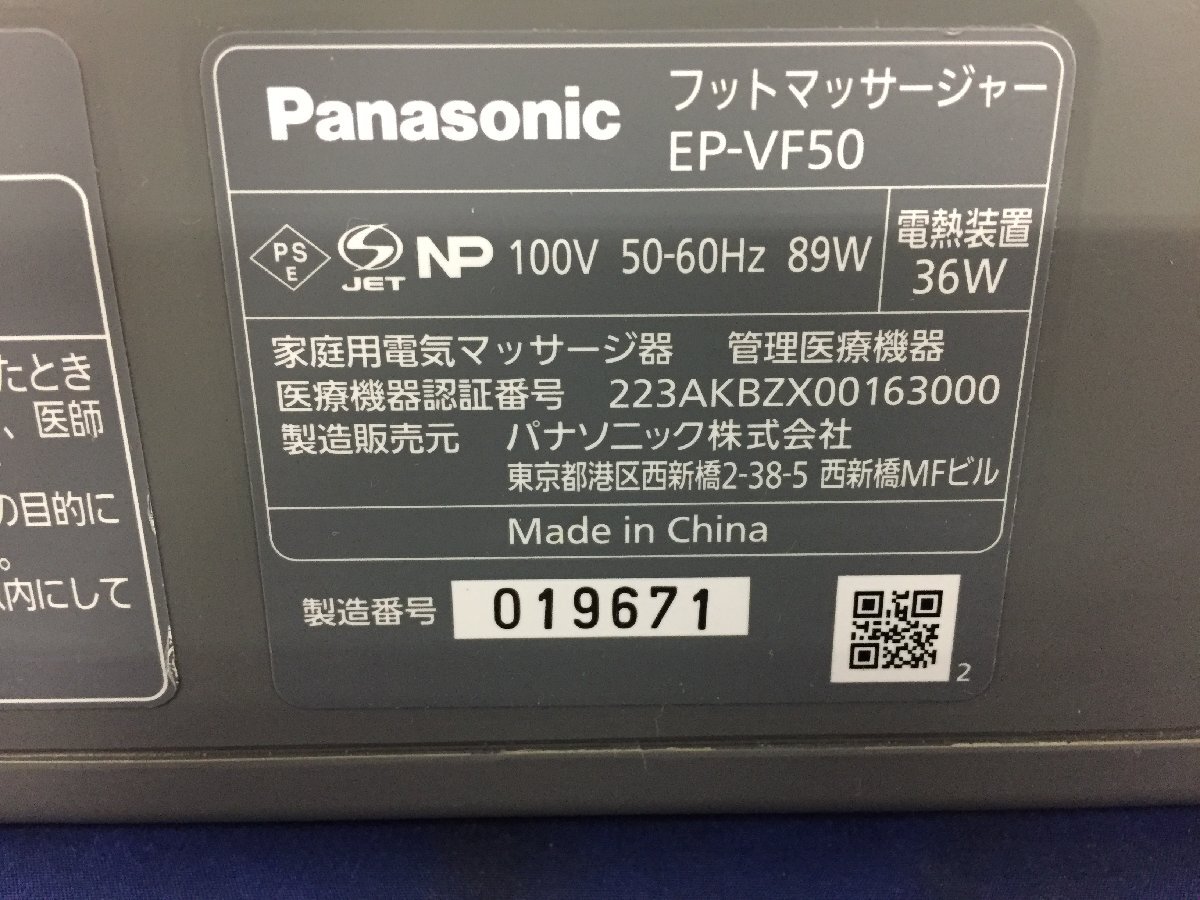 Panasonic
フットマッサージャー
EP-VF50
PS
E
JET
NP 100V 50-60Hz 89W
電熱装置
36W
家庭用電気マッサージ器 管理医療機器
医療機器認証番号 223AKBZX00163000
製造販売元 パナソニック株式会社
東京都港区西新橋2-38-5 西新橋MFビル
Made in China
製造番号 019671
2
たとき
、医師
の目的に
。
以内にして